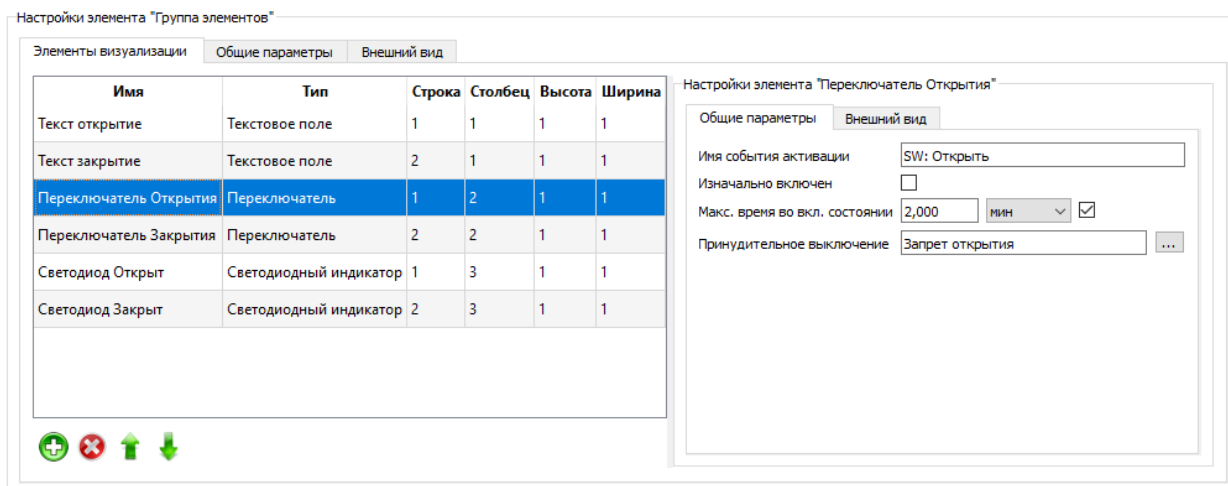 Настройки элемента "Группа элементов"
Элементы визуализации Общие параметры Внешний вид
Имя Тип Строка Столбец Высота Ширина
Текст открытие Текстовое поле 1 1 1 1
Текст закрытие Текстовое поле 2 1 1 1
Переключатель Открытия Переключатель 1 2 1 1
Переключатель Закрытия Переключатель 2 2 1 1
Светодиод Открыт Светодиодный индикатор 1 3 1 1
Светодиод Закрыт Светодиодный индикатор 2 3 1 1
Настройки элемента "Переключатель Открытия"
Общие параметры Внешний вид
Имя события активации SW: Открыть
Изначально включен
Макс. время во вкл. состоянии 2,000 мин
Принудительное выключение Запрет открытия ...